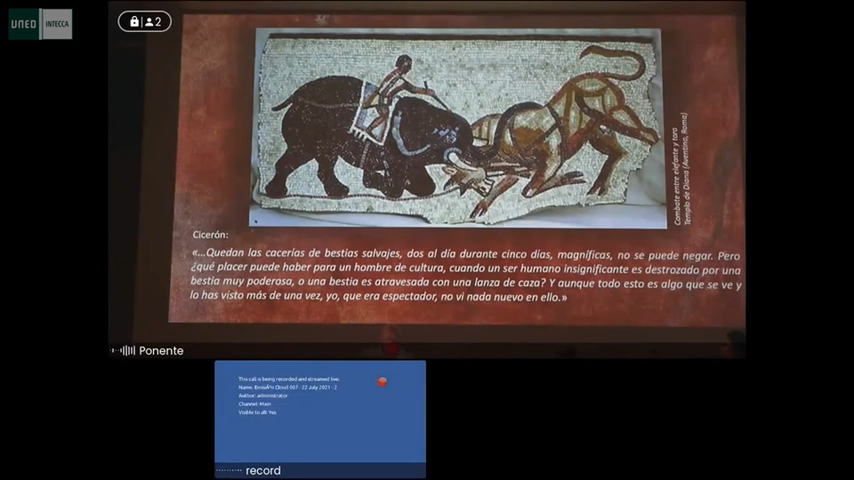 UNED INTECCA
2
Combate entre elefante y toro
Templo de Diana (Aventino, Roma)
Cicerón:
«...Quedan las cacerías de bestias salvajes, dos al día durante cinco días, magníficas, no se puede negar. Pero
¿qué placer puede haber para un hombre de cultura, cuando un ser humano insignificante es destrozado por una
bestia muy poderosa, o una bestia es atravesada con una lanza de caza? Y aunque todo esto es algo que se ve y
lo has visto más de una vez, yo, que era espectador, no vi nada nuevo en ello.»
Ponente
This call is being recorded and streamed live.
Author: administrator
Channel: Main
Visible to all: Yes
record